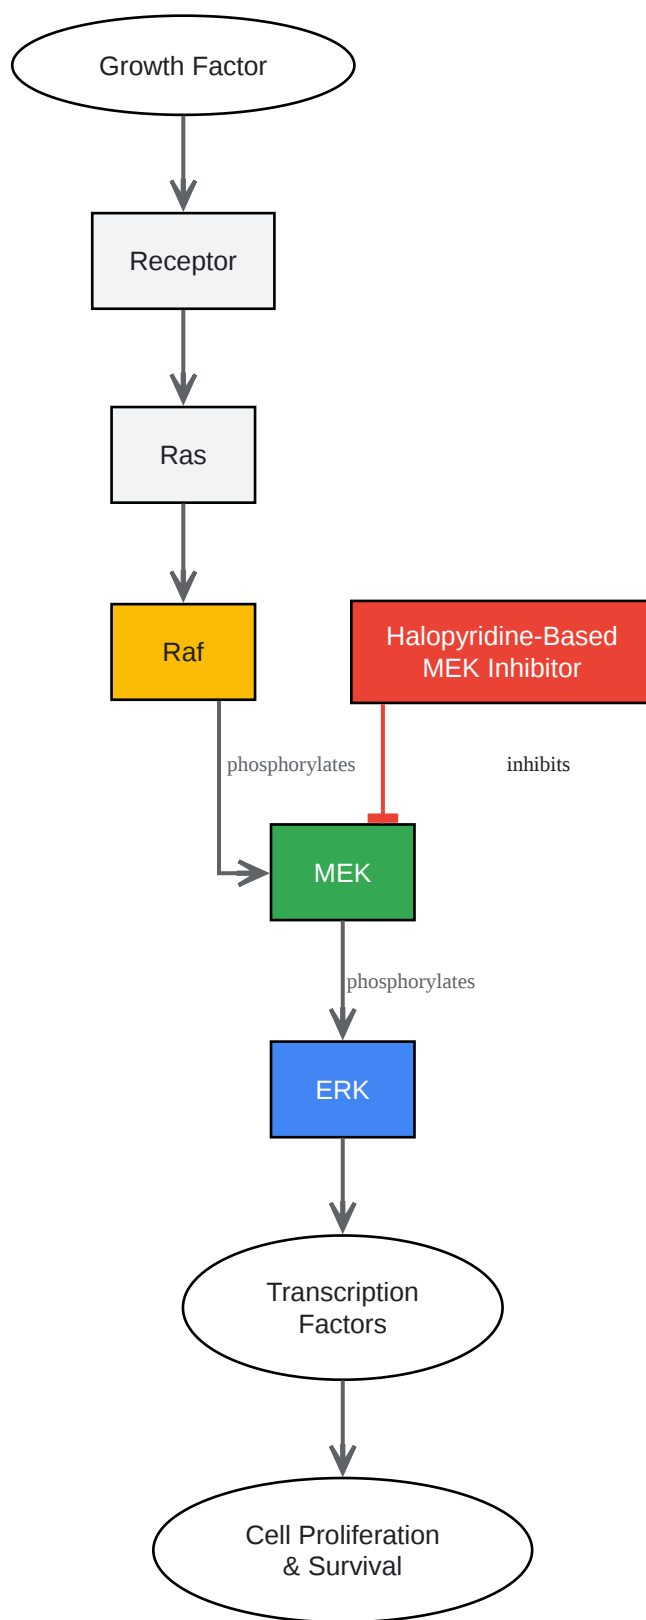 Growth Factor
Receptor
Ras
Raf
Halopyridine-Based
MEK Inhibitor
phosphorylates
inhibits
MEK
phosphorylates
ERK
Transcription
Factors
Cell Proliferation
& Survival